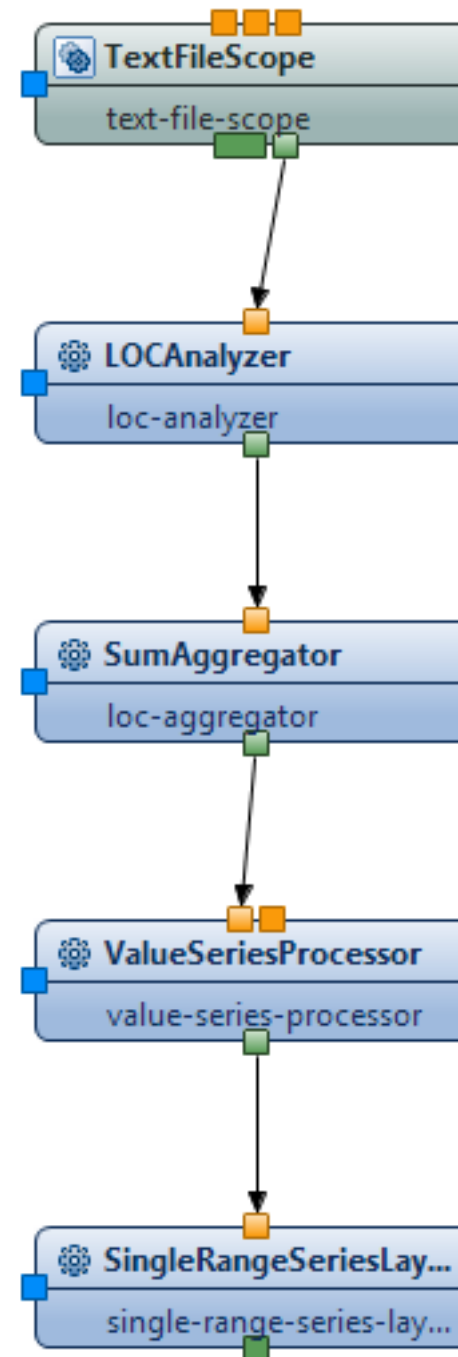 TextFileScope
text-file-scope
LOCAnalyzer
loc-analyzer
SumAggregator
loc-aggregator
ValueSeriesProcessor
value-series-processor
SingleRangeSeriesLay...
single-range-series-lay...